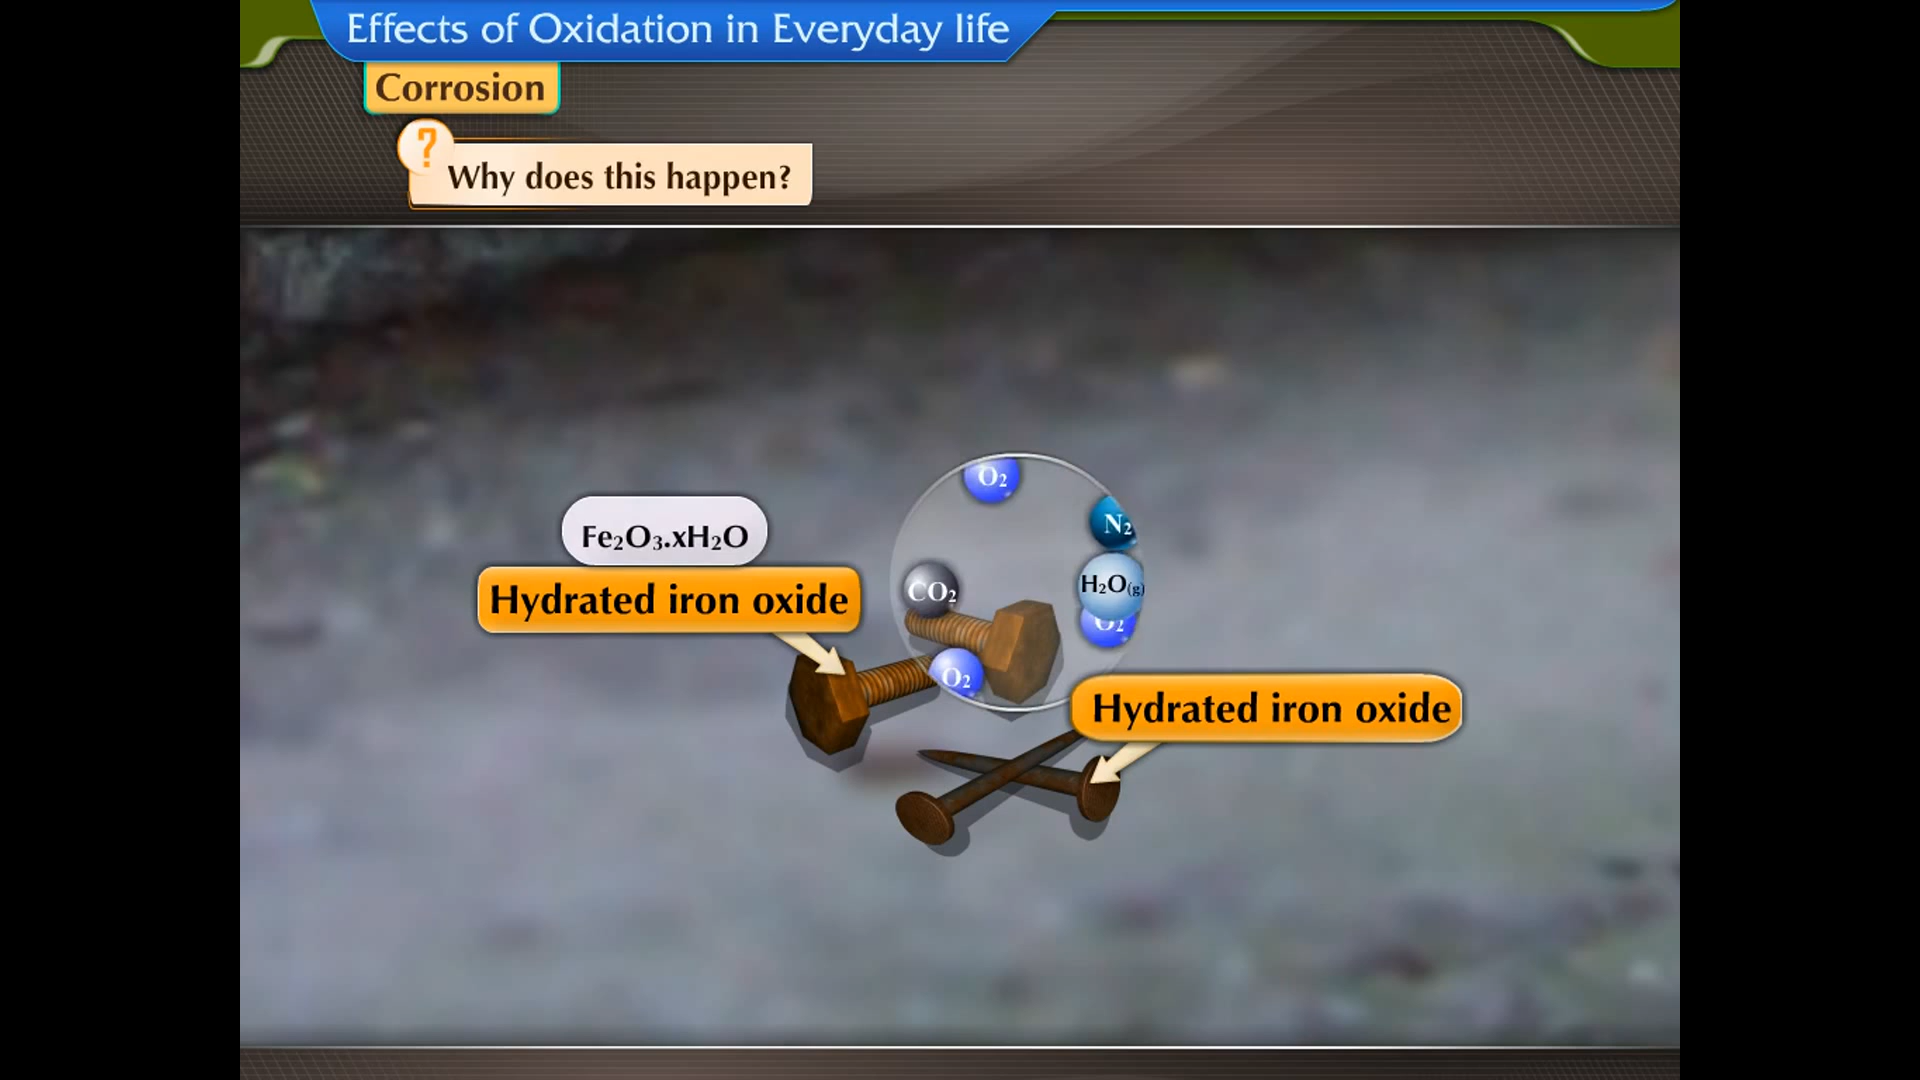 Effects of Oxidation in Everyday life
Corrosion
?
Why does this happen?
O₂
N₂
Fe₂O₃.xH₂O
CO₂
H₂O(g)
Hydrated iron oxide
O₂
O₂
Hydrated iron oxide